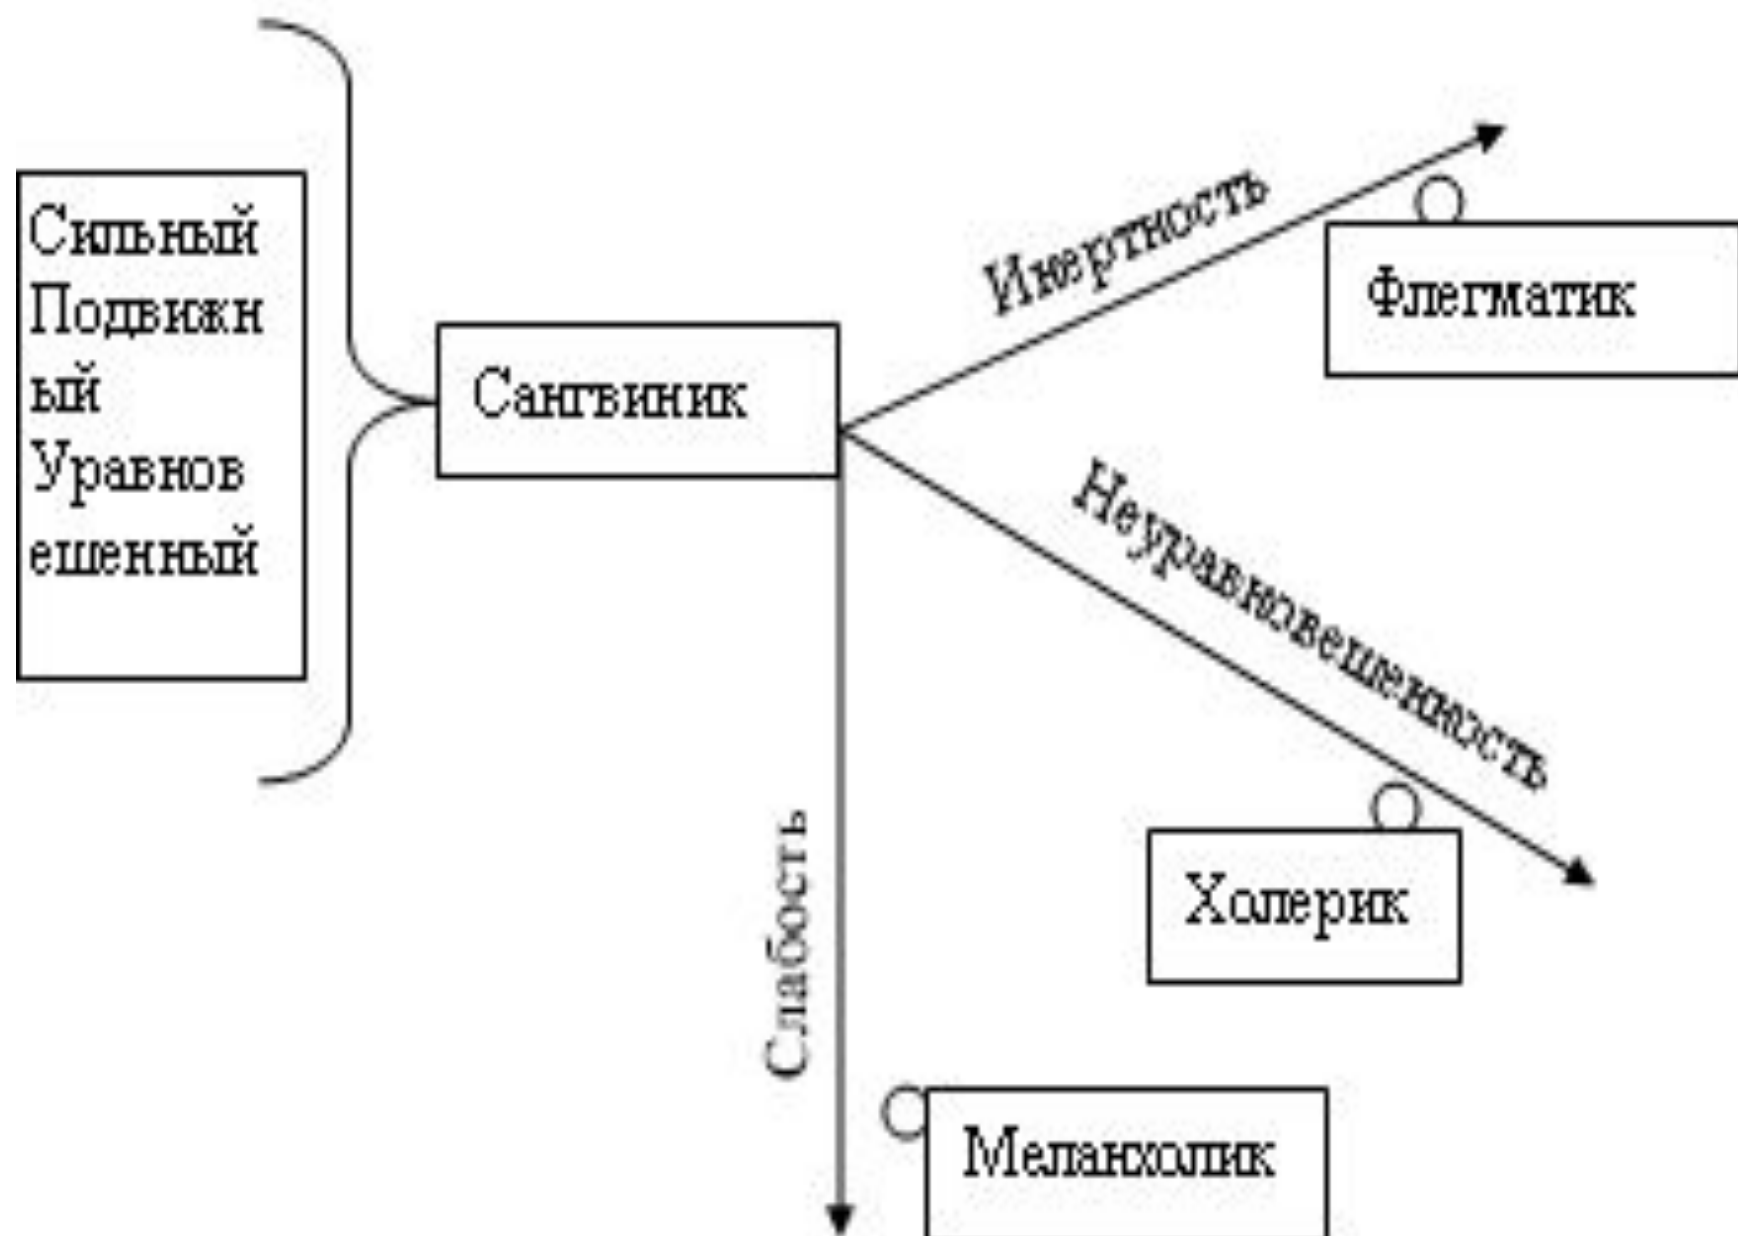 Сильный
Подвижн
ый
Уравнов
ешенный
Сангвиник
Инертность
Флегматик
Неуравновешенность
Холерик
Слабость
Меланхолик